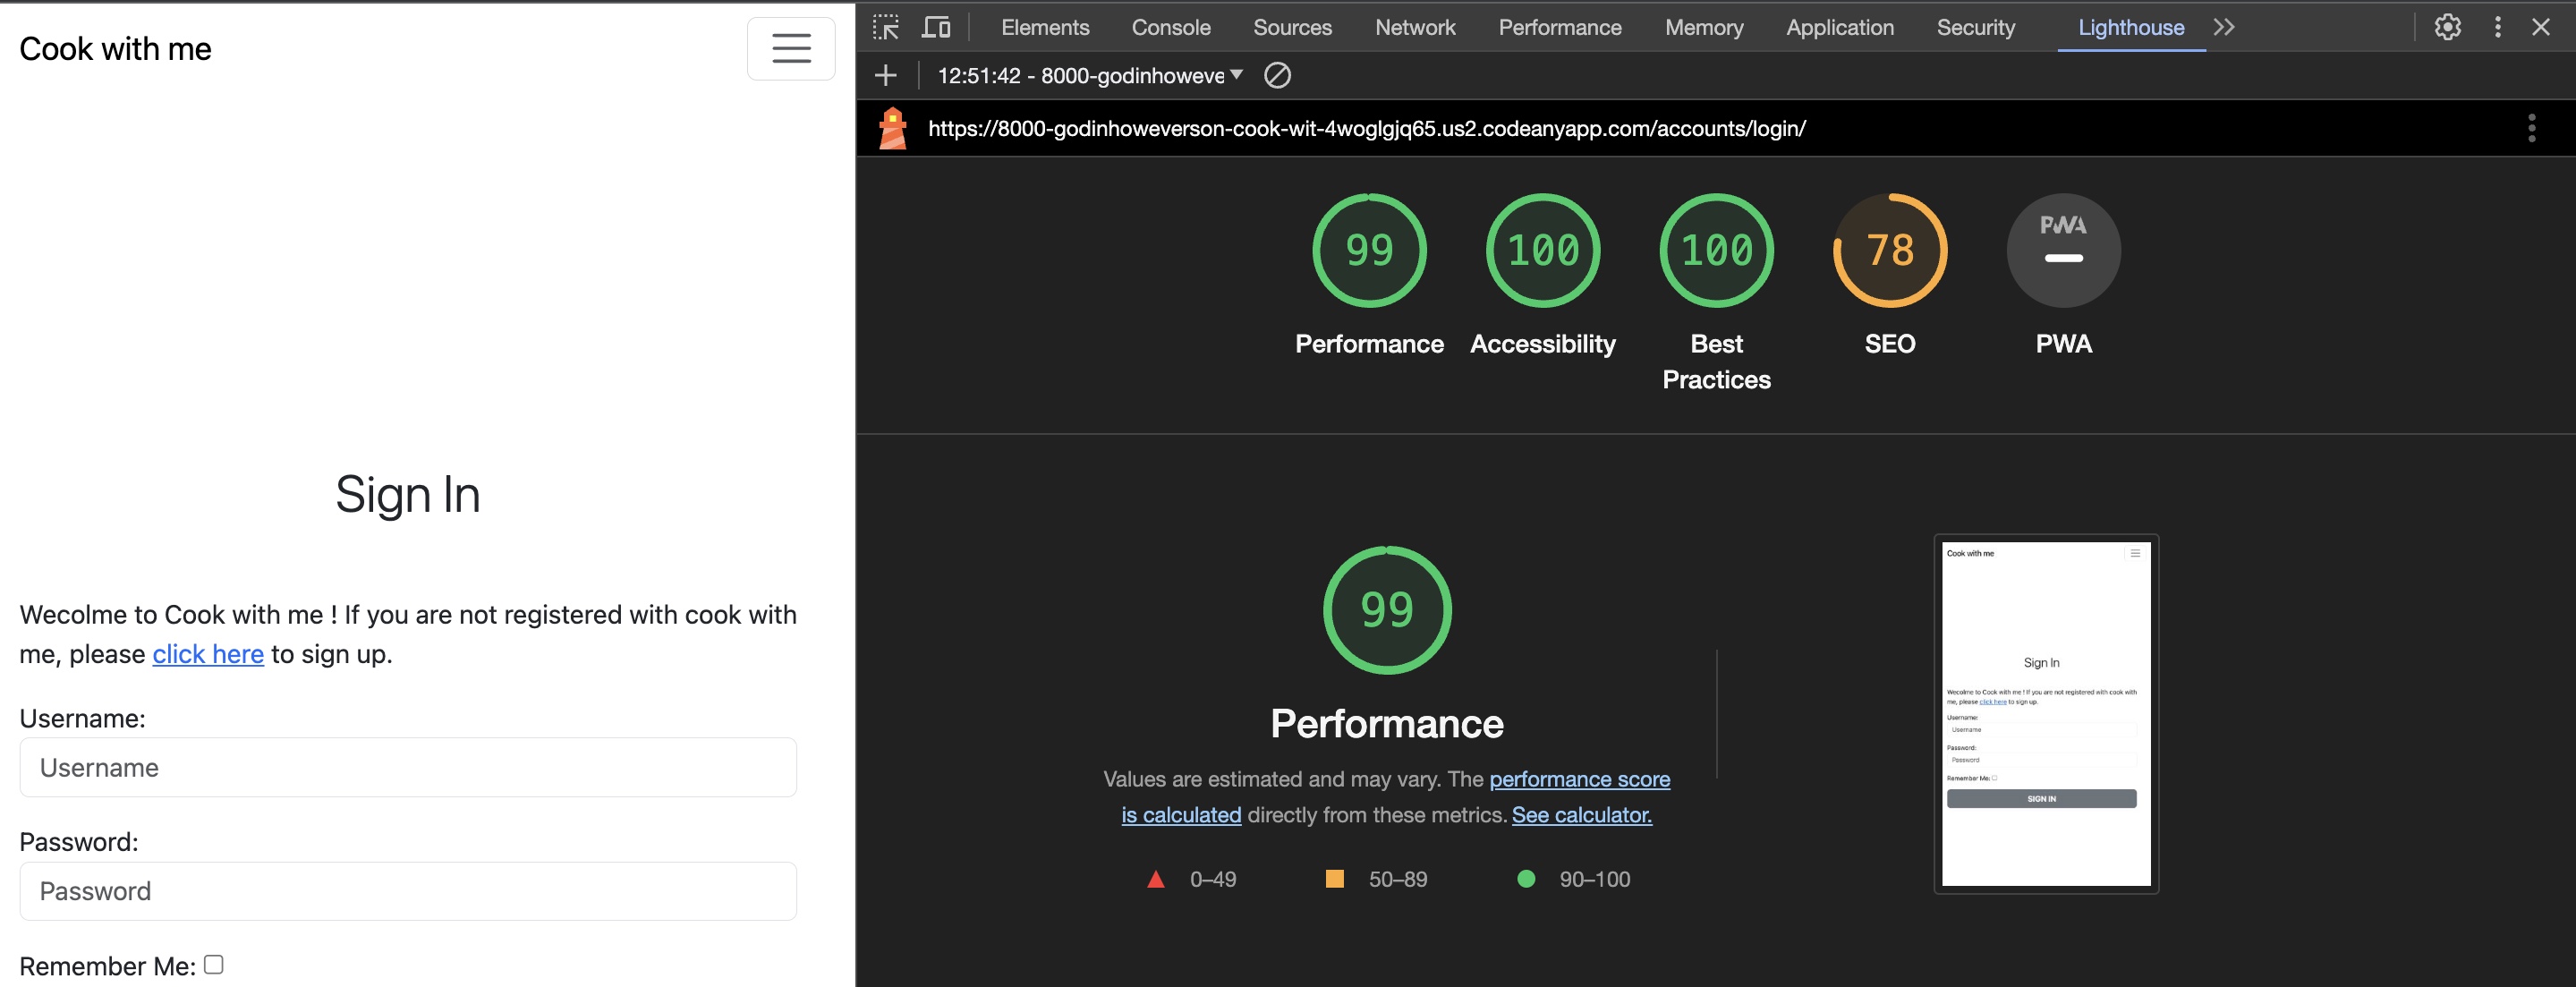 Cook with me
Sign In
Wecolme to Cook with me ! If you are not registered with cook with
me, please click here to sign up.
Username:
Username
Password:
Password
Remember Me:
Elements Console Sources Network Performance Memory Application Security Lighthouse
12:51:42 - 8000-godinhoweve
https://8000-godinhoweverson-cook-wit-4woglgjq65.us2.codeanyapp.com/accounts/login/
99 100 100 78 PWA
Performance Accessibility Best Practices SEO PWA
99
Performance
Values are estimated and may vary. The performance score
is calculated directly from these metrics. See calculator.
0–49 50–89 90–100
Cook with me
Sign In
Wecolme to Cook with me ! If you are not registered with cook with
me, please click here to sign up.
Username:
Username
Password:
Password
Remember Me:
SIGN IN